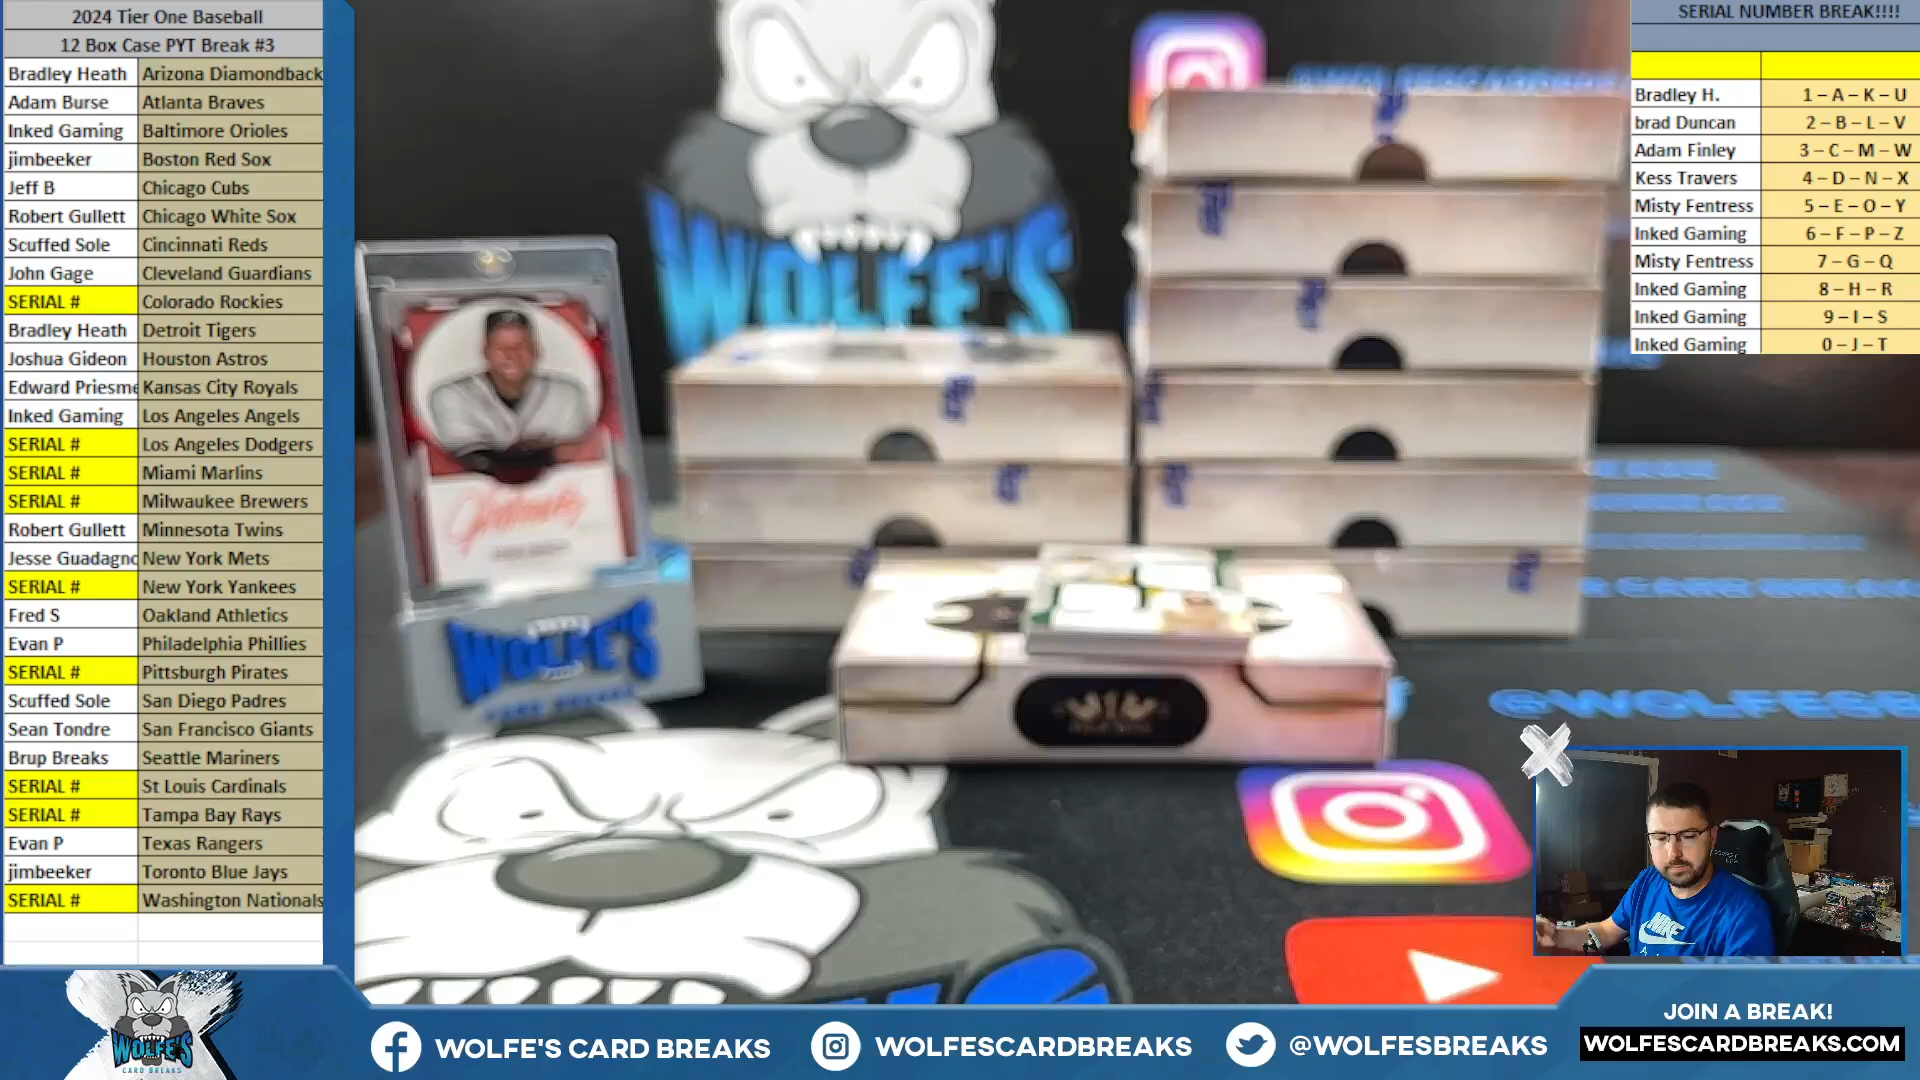 2024 Tier One Baseball
12 Box Case PYT Break #3
Bradley Heath Arizona Diamondback
Adam Burse Atlanta Braves
Inked Gaming Baltimore Orioles
jimbeeker Boston Red Sox
Jeff B Chicago Cubs
Robert Gullett Chicago White Sox
Scuffed Sole Cincinnati Reds
John Gage Cleveland Guardians
SERIAL # Colorado Rockies
Bradley Heath Detroit Tigers
Joshua Gideon Houston Astros
Edward Priesme Kansas City Royals
Inked Gaming Los Angeles Angels
SERIAL # Los Angeles Dodgers
SERIAL # Miami Marlins
SERIAL # Milwaukee Brewers
Robert Gullett Minnesota Twins
Jesse Guadagno New York Mets
SERIAL # New York Yankees
Fred S Oakland Athletics
Evan P Philadelphia Phillies
SERIAL # Pittsburgh Pirates
Scuffed Sole San Diego Padres
Sean Tondre San Francisco Giants
Brup Breaks Seattle Mariners
SERIAL # St Louis Cardinals
SERIAL # Tampa Bay Rays
Evan P Texas Rangers
jimbeeker Toronto Blue Jays
SERIAL # Washington Nationals
SERIAL NUMBER BREAK!!!!
Bradley H. 1 – A – K – U
brad Duncan 2 – B – L – V
Adam Finley 3 – C – M – W
Kess Travers 4 – D – N – X
Misty Fentress 5 – E – O – Y
Inked Gaming 6 – F – P – Z
Misty Fentress 7 – G – Q
Inked Gaming 8 – H – R
Inked Gaming 9 – I – S
Inked Gaming 0 – J – T
WOLFE'S
WOLFE'S
CARD BREAKS
@WOLFESB
NIKE
WOLFE'S
CARD BREAKS
WOLFE'S CARD BREAKS
WOLFESCARDBREAKS
@WOLFESBREAKS
JOIN A BREAK!
WOLFESCARDBREAKS.COM